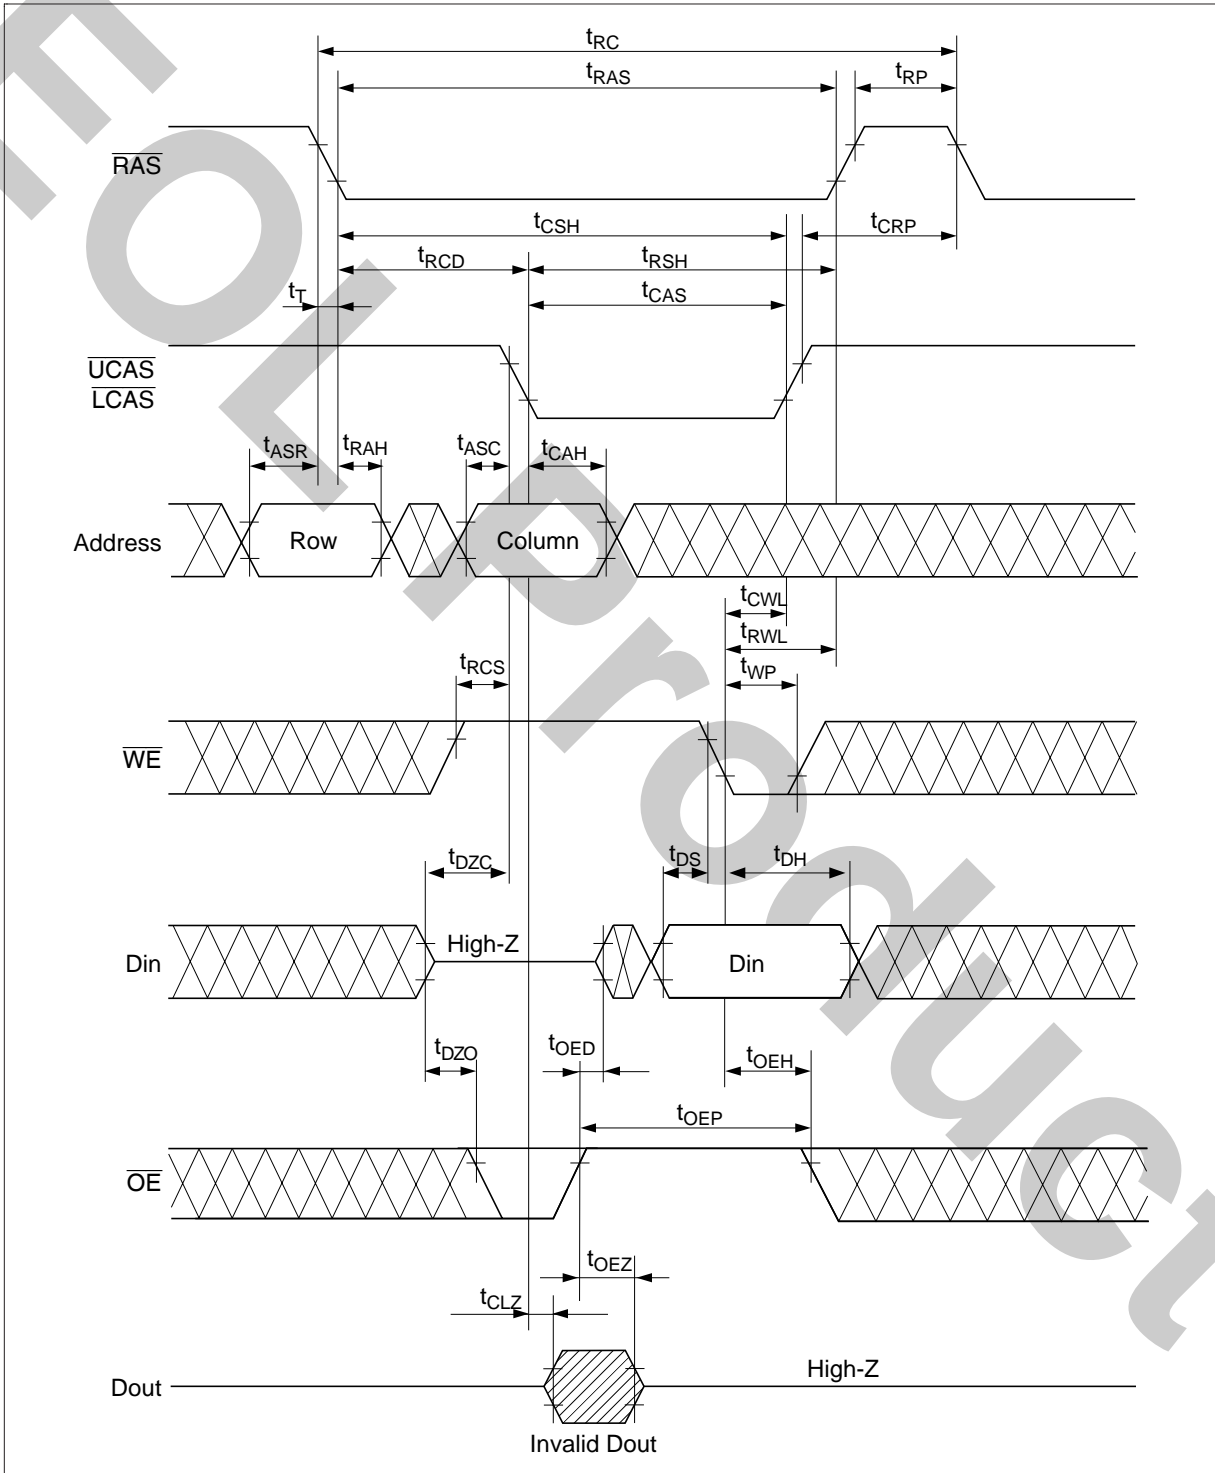 tRC
tRAS
tRP
RAS
tCSH
tCRP
tRCD
tRSH
tT
tCAS
UCAS
LCAS
tASR
tRAH
tASC
tCAH
Address
Row
Column
tCWL
tRWL
tRCS
tWP
WE
tDZC
tDS
tDH
High-Z
Din
Din
tDZO
tOED
tOEH
tOEP
OE
tOEZ
tCLZ
High-Z
Dout
Invalid Dout
EOL Product